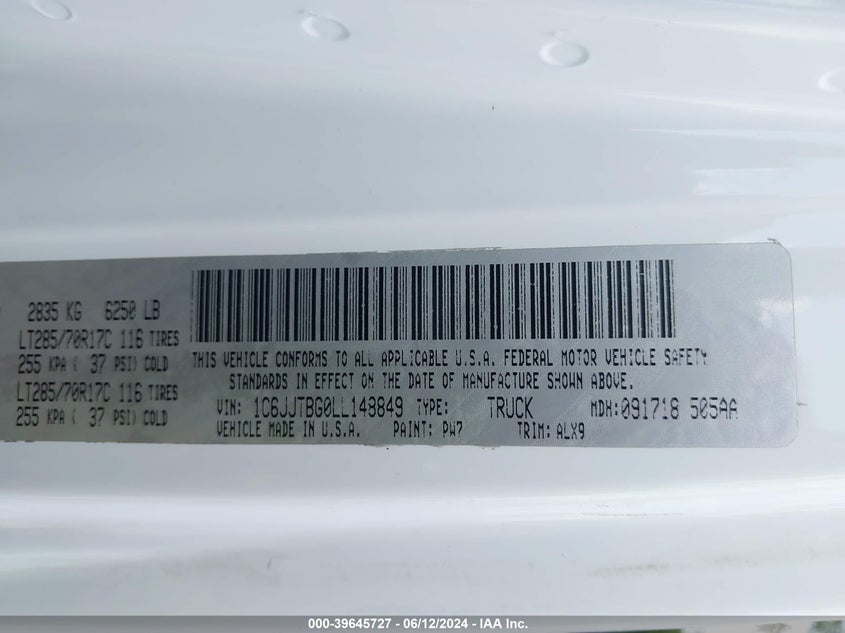 2835 KG 6250 LB
LT285/70R17C 116 TIRES
255 KPA ( 37 PSI) COLD
LT285/70R17C 116 TIRES
255 KPA ( 37 PSI) COLD
THIS VEHICLE CONFORMS TO ALL APPLICABLE U.S.A. FEDERAL MOTOR VEHICLE SAFETY
STANDARDS IN EFFECT ON THE DATE OF MANUFACTURE SHOWN ABOVE.
VIN: 1C6JJTBG0LL148849 TYPE: TRUCK MDH:091718 505AA
VEHICLE MADE IN U.S.A. PAINT: PW7 TRIM: ALX9
000-39645727 - 06/12/2024 - IAA Inc.